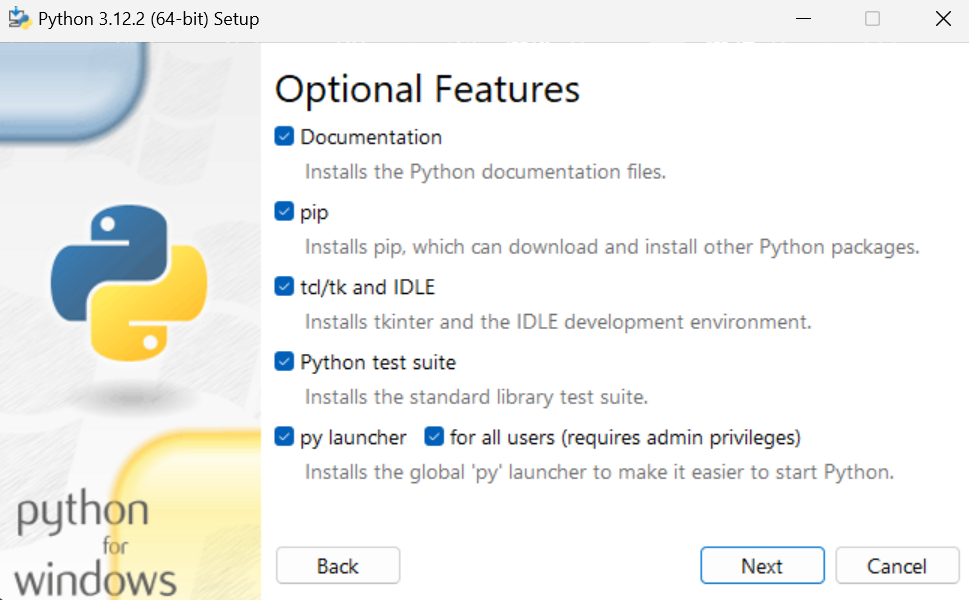 Python 3.12.2 (64-bit) Setup
Optional Features
Documentation
Installs the Python documentation files.
pip
Installs pip, which can download and install other Python packages.
tcl/tk and IDLE
Installs tkinter and the IDLE development environment.
Python test suite
Installs the standard library test suite.
py launcher for all users (requires admin privileges)
Installs the global 'py' launcher to make it easier to start Python.
python
for
windows
Back Next Cancel